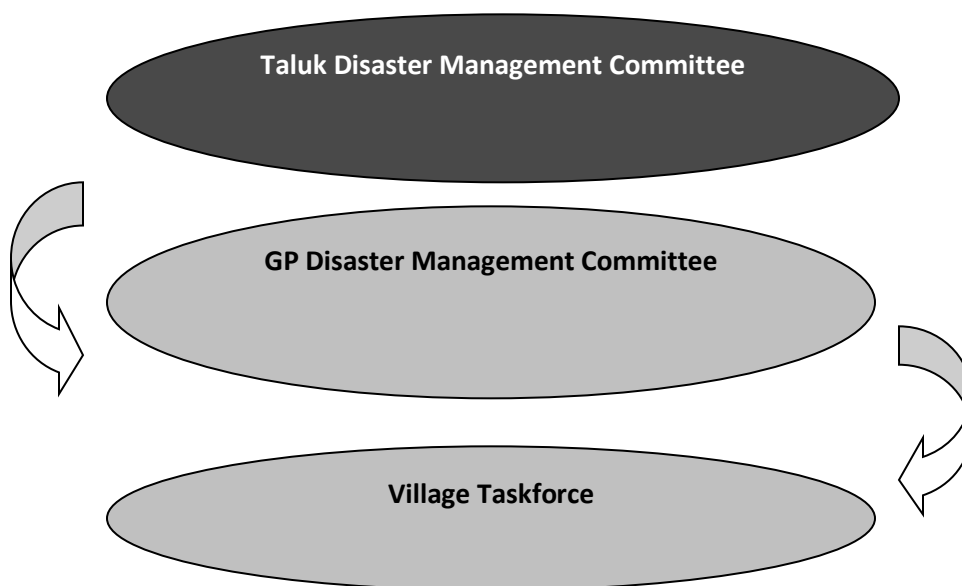 Taluk Disaster Management Committee
GP Disaster Management Committee
Village Taskforce